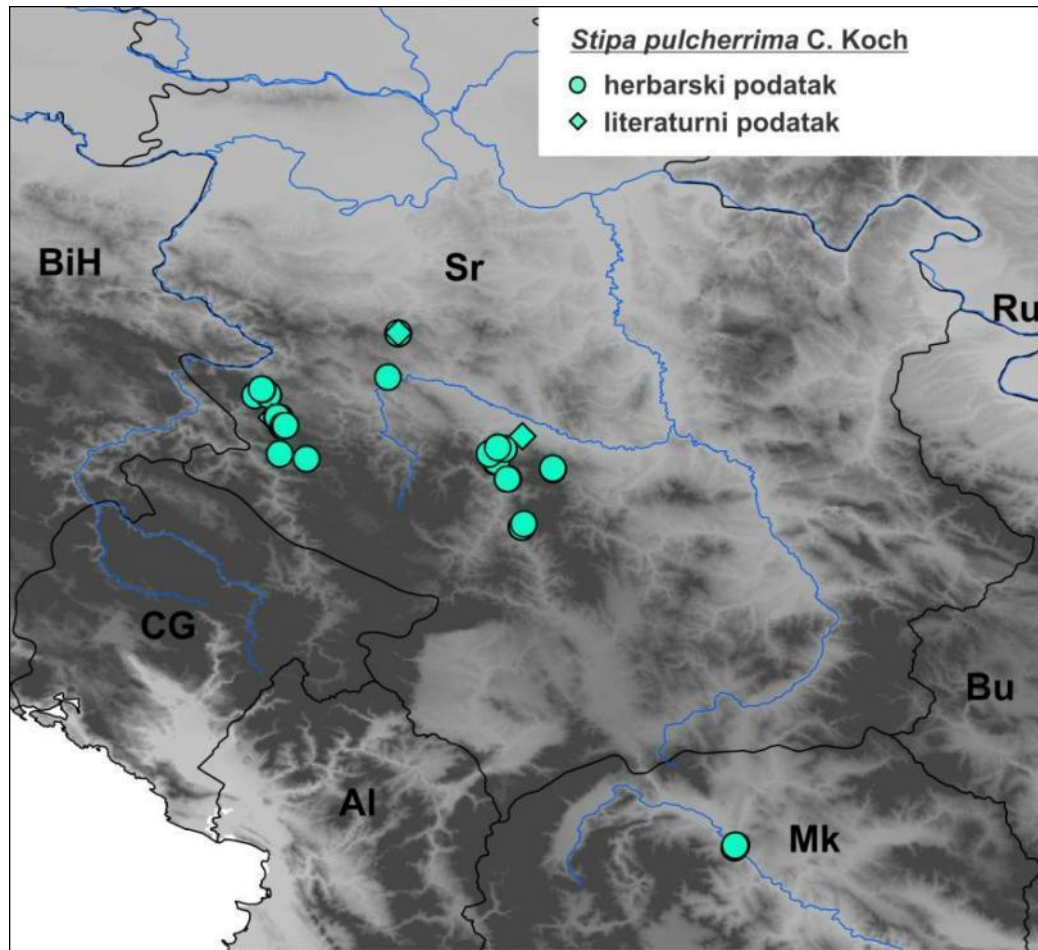 Stipa pulcherrima C. Koch
herbarski podatak
literaturni podatak
BiH
Sr
Ru
CG
Bu
Al
Mk